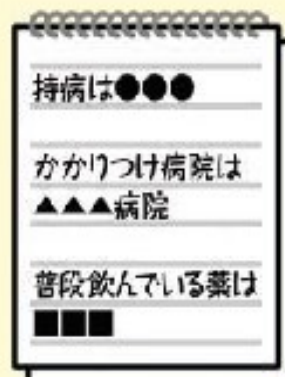 持病は●●●
かかりつけ病院は
▲▲▲病院
普段飲んでいる薬は
■■■